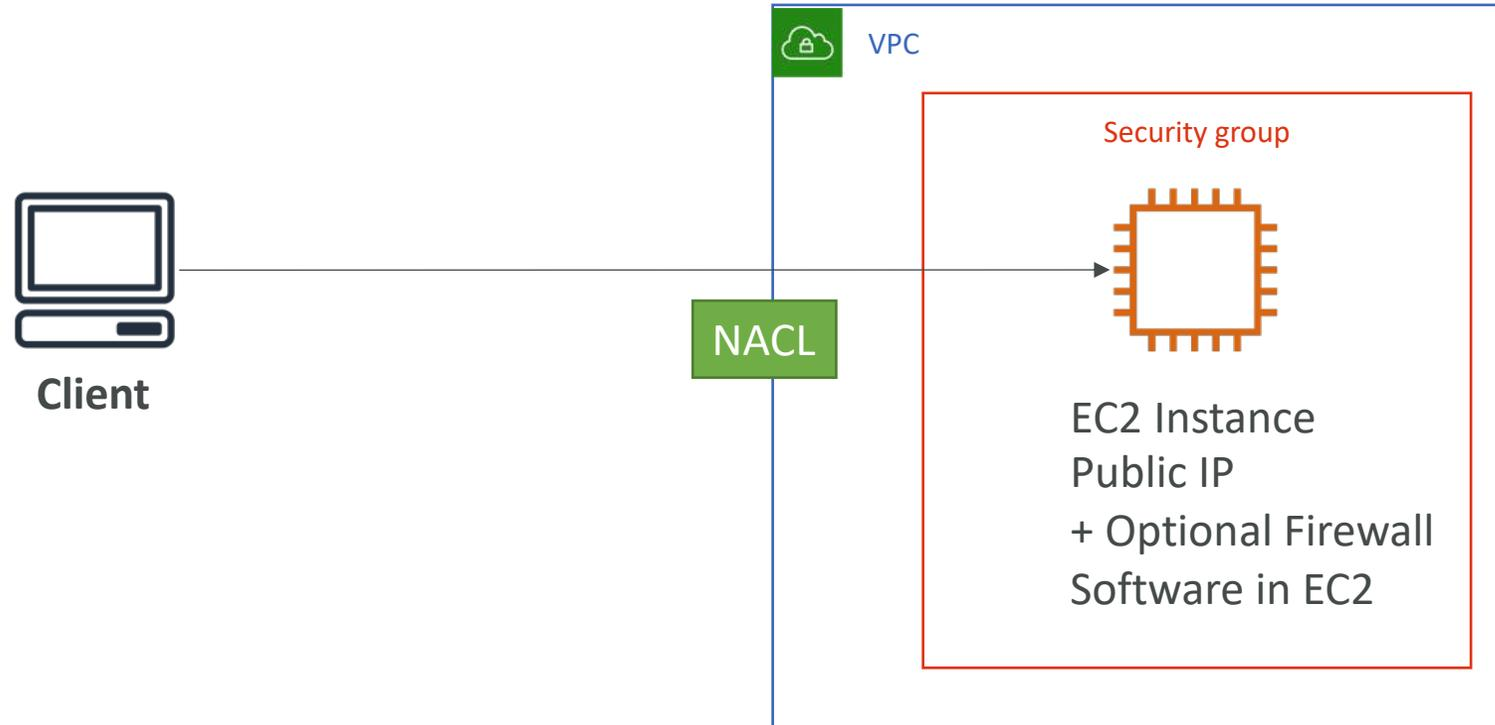 VPC
Security group
NACL
Client
EC2 Instance
Public IP
+ Optional Firewall
Software in EC2